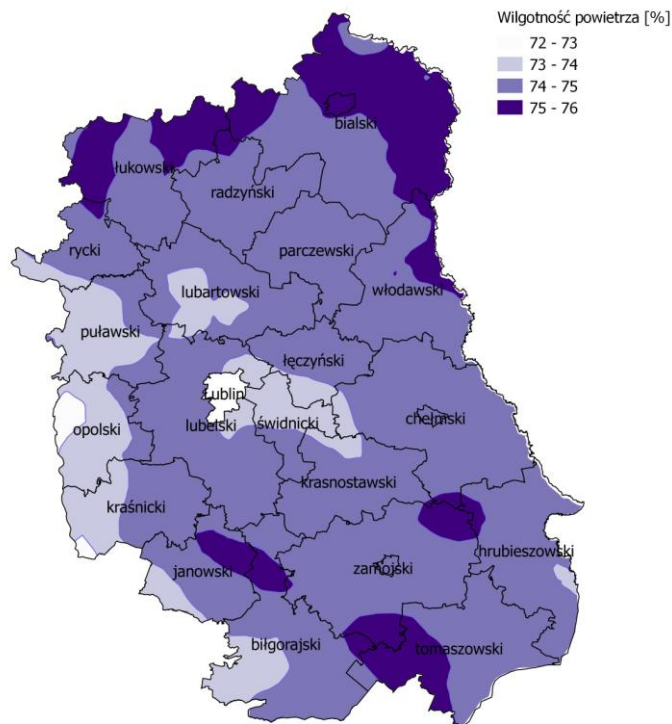 Wilgotność powietrza [%]
72 - 73
73 - 74
74 - 75
75 - 76
bialski
łukowski
radzyński
rycki
parczewski
lubartowski
włodawski
puławski
łęczyński
Lublin
opolski
lubelski
świdnicki
chełmski
krasnostawski
kraśnicki
hrubieszowski
janowski
zamojski
biłgorajski
tomaszowski